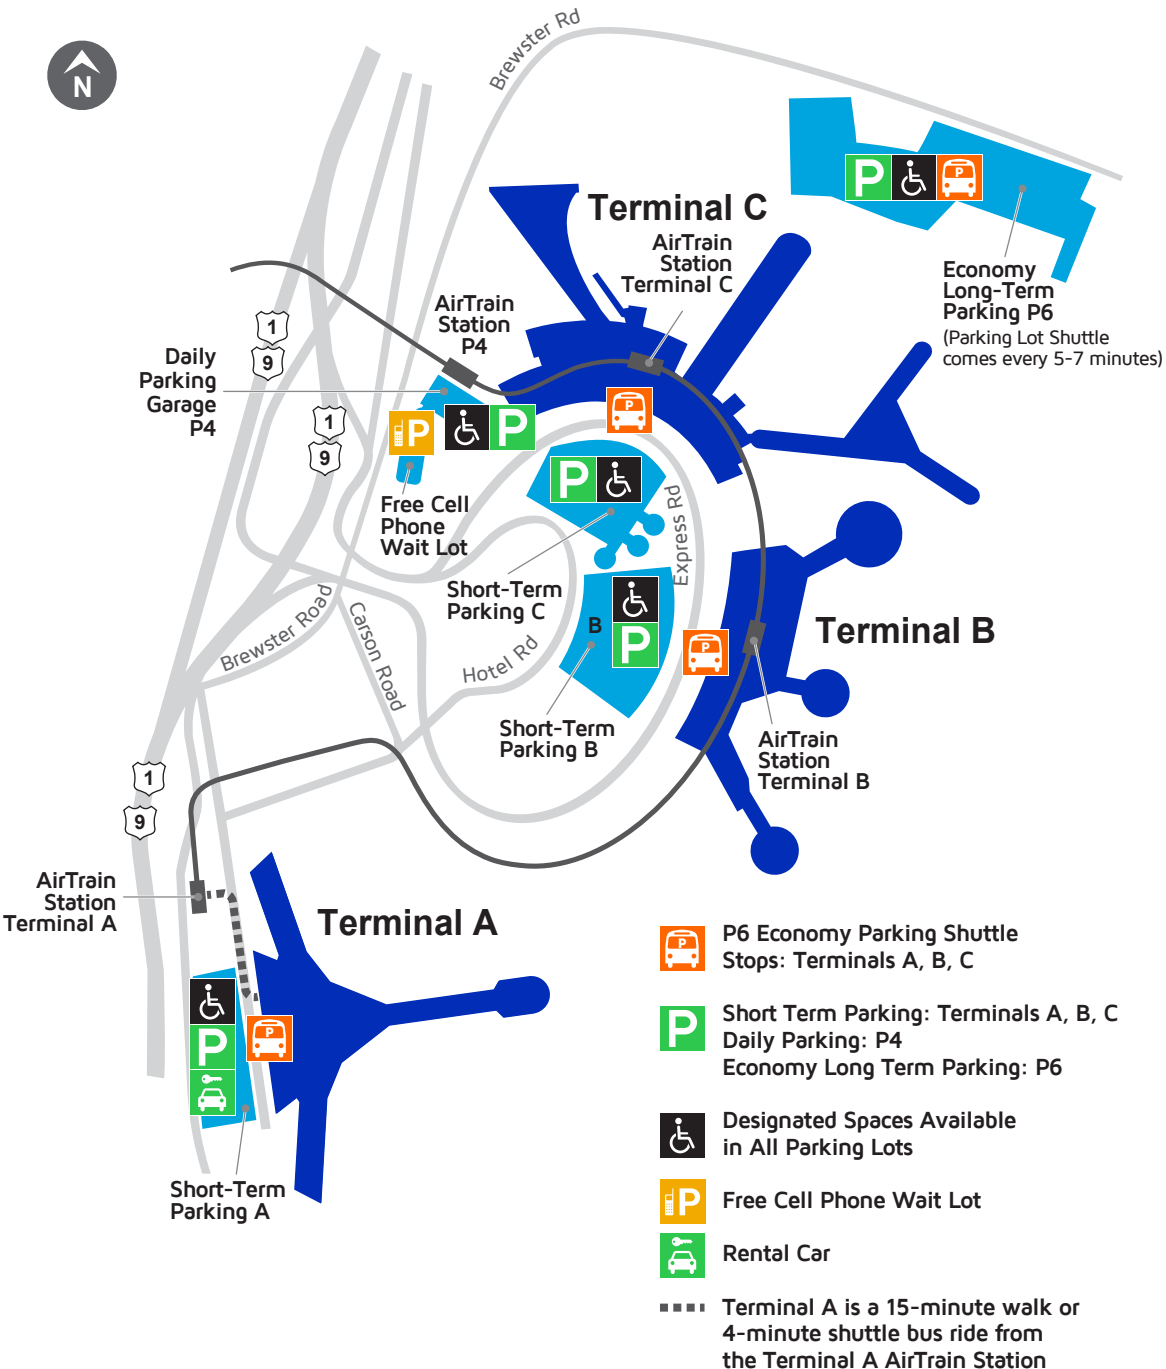 N
Brewster Rd
Terminal C
AirTrain
Station
Terminal C
P
P
Economy
Long-Term
Parking P6
(Parking Lot Shuttle
comes every 5-7 minutes)
AirTrain
Station
P4
1
9
Daily
Parking
Garage
P4
1
9
P
P
P
Free Cell
Phone
Wait Lot
P
Express Rd
Short-Term
Parking C
B
P
P
Terminal B
Brewster Road
Carson Road
Hotel Rd
Short-Term
Parking B
AirTrain
Station
Terminal B
1
9
AirTrain
Station
Terminal A
Terminal A
P
P
Short-Term
Parking A
P
P6 Economy Parking Shuttle
Stops: Terminals A, B, C
P
Short Term Parking: Terminals A, B, C
Daily Parking: P4
Economy Long Term Parking: P6
Designated Spaces Available
in All Parking Lots
P
Free Cell Phone Wait Lot
Rental Car
Terminal A is a 15-minute walk or
4-minute shuttle bus ride from
the Terminal A AirTrain Station